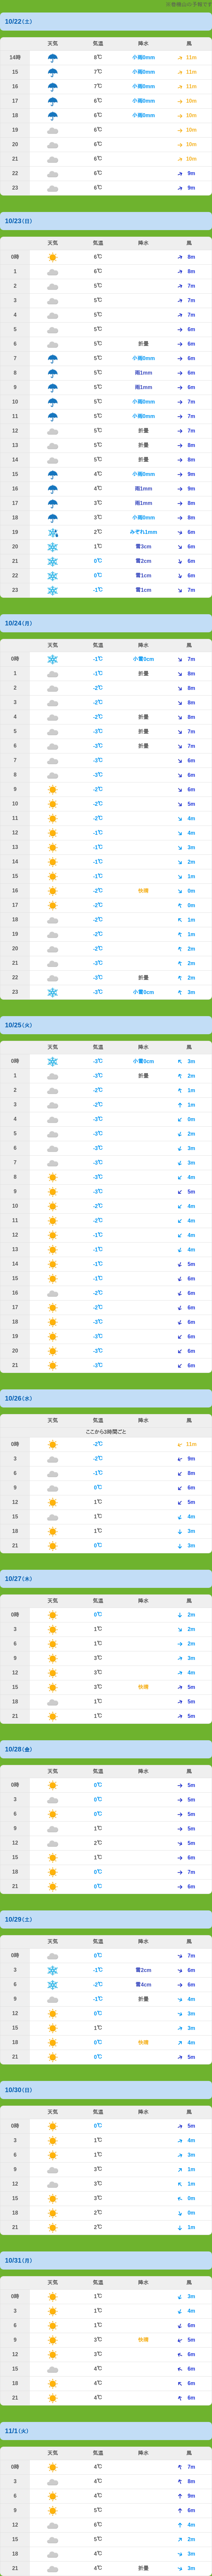 ※槍穂山の予報です
10/22(土)
天気 気温 降水 風
14時 8℃ 小雨0mm 11m
15 7℃ 小雨0mm 11m
16 7℃ 小雨0mm 11m
17 6℃ 小雨0mm 10m
18 6℃ 小雨0mm 10m
19 6℃ 10m
20 6℃ 10m
21 6℃ 10m
22 6℃ 9m
23 6℃ 9m
10/23(日)
天気 気温 降水 風
0時 6℃ 8m
1 6℃ 8m
2 5℃ 7m
3 5℃ 7m
4 5℃ 7m
5 5℃ 6m
6 5℃ 折畳 7m
7 5℃ 小雨0mm 6m
8 5℃ 雨1mm 6m
9 5℃ 雨1mm 6m
10 5℃ 小雨0mm 7m
11 5℃ 小雨0mm 7m
12 5℃ 折畳 7m
13 5℃ 折畳 8m
14 5℃ 折畳 8m
15 4℃ 小雨0mm 9m
16 4℃ 雨1mm 9m
17 3℃ 雨1mm 8m
18 3℃ 小雨0mm 8m
19 2℃ みぞれ1mm 6m
20 1℃ 雪3cm 6m
21 0℃ 雪2cm 6m
22 0℃ 雪1cm 6m
23 -1℃ 雪1cm 7m
10/24(月)
天気 気温 降水 風
0時 -1℃ 小雪0cm 7m
1 -1℃ 折畳 8m
2 -2℃ 8m
3 -2℃ 8m
4 -2℃ 折畳 8m
5 -3℃ 折畳 7m
6 -3℃ 折畳 7m
7 -3℃ 6m
8 -3℃ 6m
9 -2℃ 6m
10 -2℃ 5m
11 -2℃ 4m
12 -1℃ 4m
13 -1℃ 3m
14 -1℃ 2m
15 -1℃ 1m
16 -2℃ 快晴 0m
17 -2℃ 0m
18 -2℃ 1m
19 -2℃ 1m
20 -2℃ 2m
21 -3℃ 2m
22 -3℃ 折畳 2m
23 -3℃ 小雪0cm 3m
10/25(火)
天気 気温 降水 風
0時 -3℃ 小雪0cm 3m
1 -3℃ 折畳 2m
2 -2℃ 1m
3 -2℃ 1m
4 -3℃ 0m
5 -3℃ 2m
6 -3℃ 3m
7 -3℃ 3m
8 -3℃ 4m
9 -3℃ 5m
10 -2℃ 4m
11 -2℃ 4m
12 -1℃ 4m
13 -1℃ 4m
14 -1℃ 5m
15 -1℃ 6m
16 -2℃ 6m
17 -2℃ 6m
18 -3℃ 6m
19 -3℃ 6m
20 -3℃ 6m
21 -3℃ 6m
10/26(水)
天気 気温 降水 風
ここから3時間ごと
0時 -2℃ 11m
3 -2℃ 9m
6 -1℃ 8m
9 0℃ 6m
12 1℃ 5m
15 1℃ 4m
18 1℃ 3m
21 0℃ 3m
10/27(木)
天気 気温 降水 風
0時 0℃ 2m
3 1℃ 2m
6 1℃ 2m
9 3℃ 3m
12 3℃ 4m
15 3℃ 快晴 5m
18 1℃ 5m
21 1℃ 5m
10/28(金)
天気 気温 降水 風
0時 0℃ 5m
3 0℃ 5m
6 0℃ 5m
9 1℃ 5m
12 2℃ 5m
15 1℃ 6m
18 0℃ 7m
21 0℃ 6m
10/29(土)
天気 気温 降水 風
0時 0℃ 7m
3 -1℃ 雪2cm 6m
6 -2℃ 雪4cm 6m
9 -1℃ 折畳 4m
12 0℃ 3m
15 1℃ 3m
18 0℃ 快晴 4m
21 0℃ 5m
10/30(日)
天気 気温 降水 風
0時 0℃ 5m
3 1℃ 4m
6 1℃ 3m
9 3℃ 1m
12 3℃ 1m
15 3℃ 0m
18 2℃ 0m
21 2℃ 1m
10/31(月)
天気 気温 降水 風
0時 1℃ 3m
3 1℃ 4m
6 1℃ 6m
9 3℃ 快晴 5m
12 3℃ 6m
15 4℃ 6m
18 4℃ 6m
21 4℃ 6m
11/1(火)
天気 気温 降水 風
0時 4℃ 7m
3 4℃ 8m
6 4℃ 9m
9 5℃ 6m
12 6℃ 4m
15 5℃ 2m
18 4℃ 3m
21 4℃ 折畳 3m